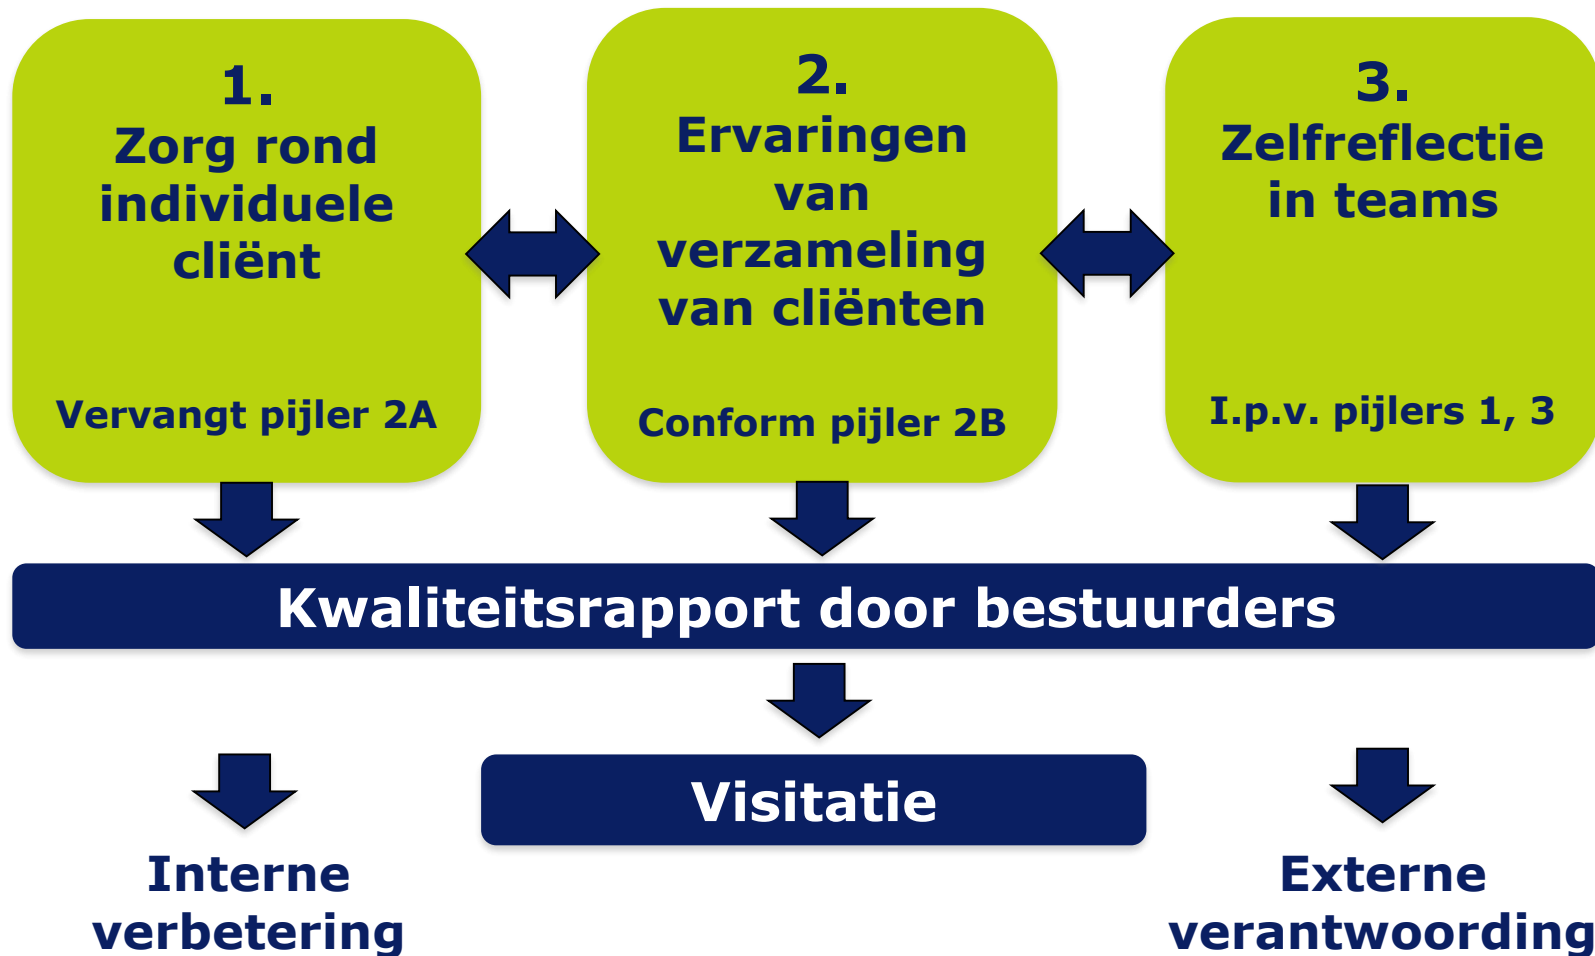 1.
Zorg rond
individuele
cliënt
Vervangt pijler 2A
2.
Ervaringen
van
verzameling
van cliënten
Conform pijler 2B
3.
Zelfreflectie
in teams
I.p.v. pijlers 1, 3
Kwaliteitsrapport door bestuurders
Visitatie
Interne
verbetering
Externe
verantwoording